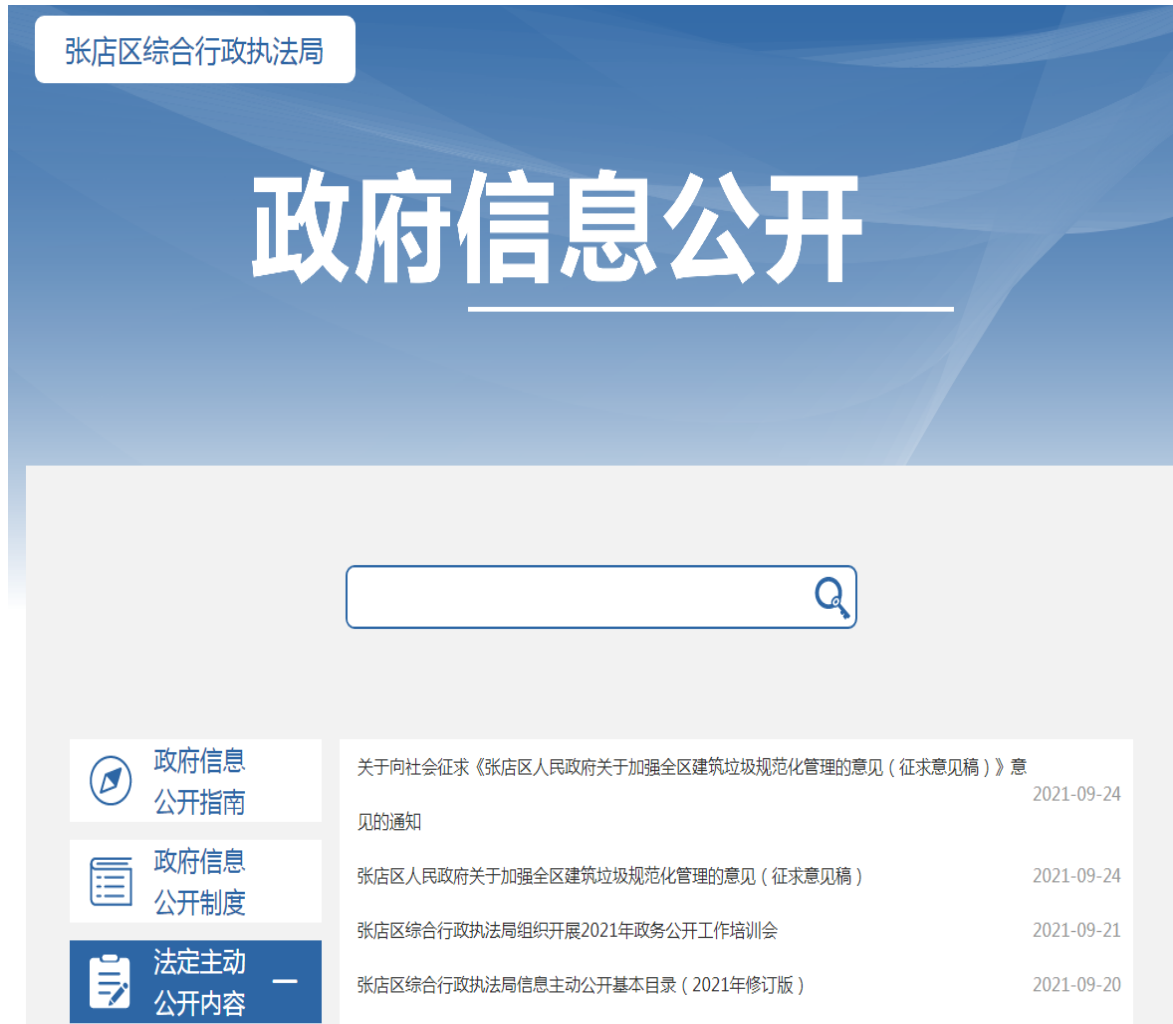 张店区综合行政执法局
政府信息公开
政府信息
公开指南
政府信息
公开制度
法定主动
公开内容
关于向社会征求《张店区人民政府关于加强全区建筑垃圾规范化管理的意见（征求意见稿）》意
见的通知
2021-09-24
张店区人民政府关于加强全区建筑垃圾规范化管理的意见（征求意见稿） 2021-09-24
张店区综合行政执法局组织开展2021年政务公开工作培训会 2021-09-21
张店区综合行政执法局信息主动公开基本目录（2021年修订版） 2021-09-20